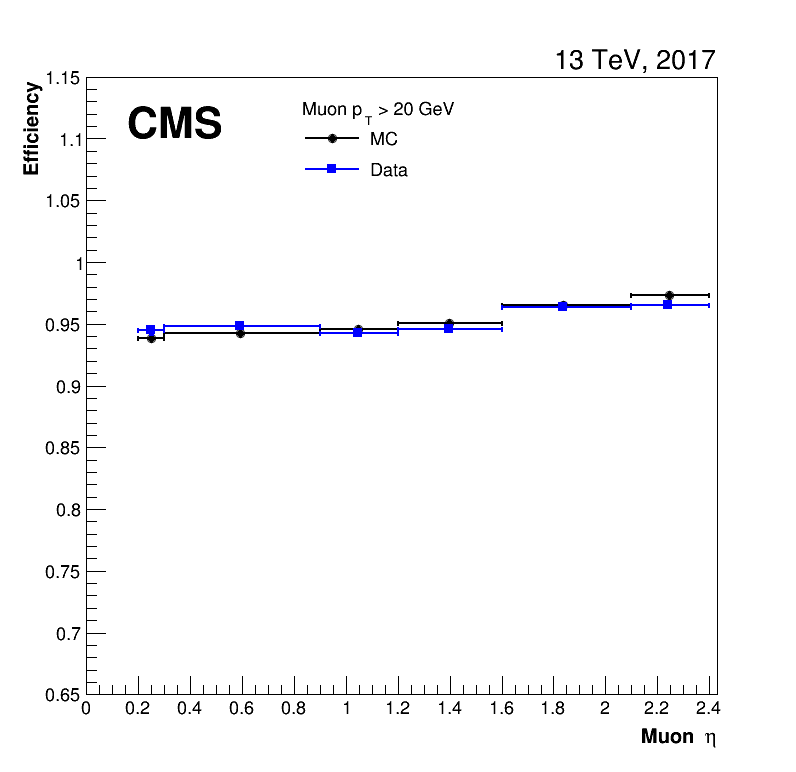 13 TeV, 2017
CMS
Muon p_T > 20 GeV
MC
Data
Efficiency
1.15
1.1
1.05
1
0.95
0.9
0.85
0.8
0.75
0.7
0.65
0 0.2 0.4 0.6 0.8 1 1.2 1.4 1.6 1.8 2 2.2 2.4
Muon η